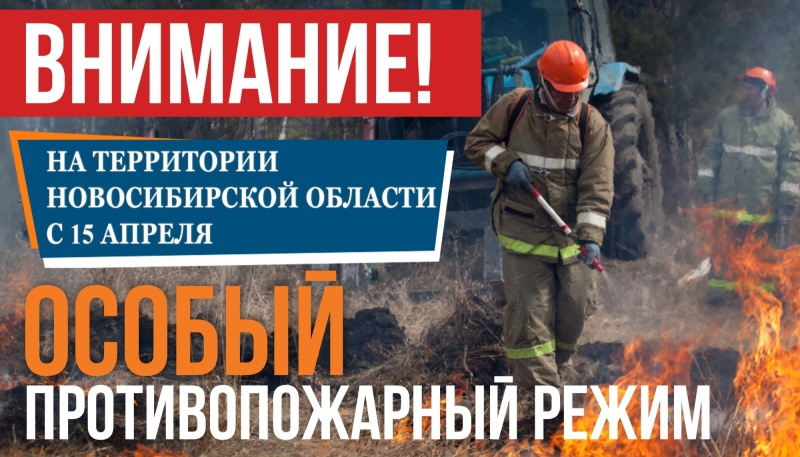 ВНИМАНИЕ!
НА ТЕРРИТОРИИ
НОВОСИБИРСКОЙ ОБЛАСТИ
С 15 АПРЕЛЯ
ОСОБЫЙ
ПРОТИВОПОЖАРНЫЙ РЕЖИМ